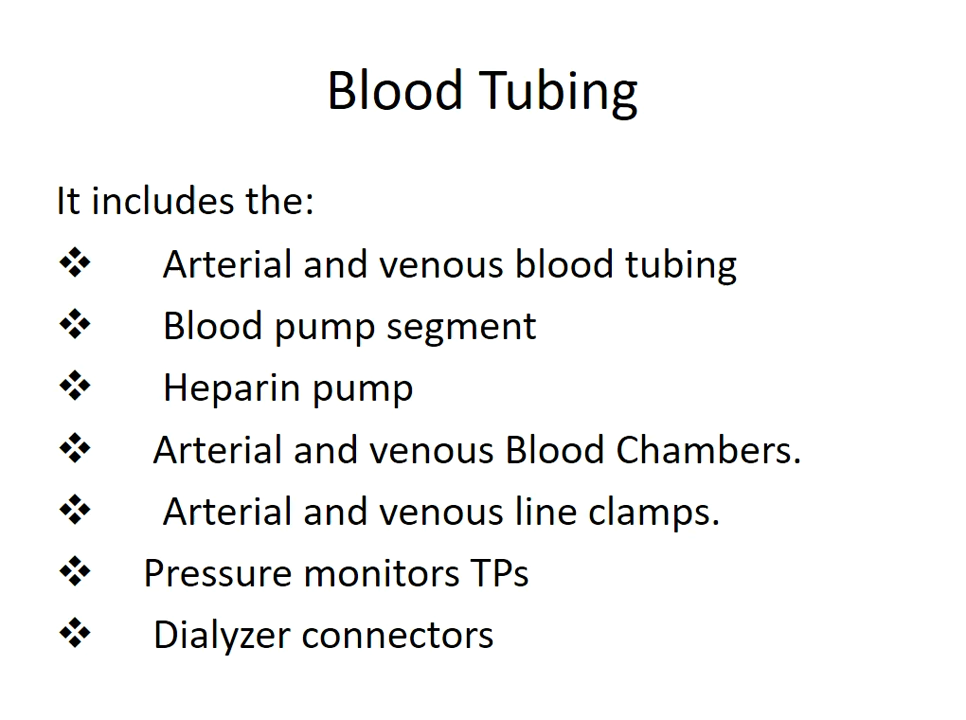 Blood Tubing
It includes the:
❖ Arterial and venous blood tubing
❖ Blood pump segment
❖ Heparin pump
❖ Arterial and venous Blood Chambers.
❖ Arterial and venous line clamps.
❖ Pressure monitors TPs
❖ Dialyzer connectors